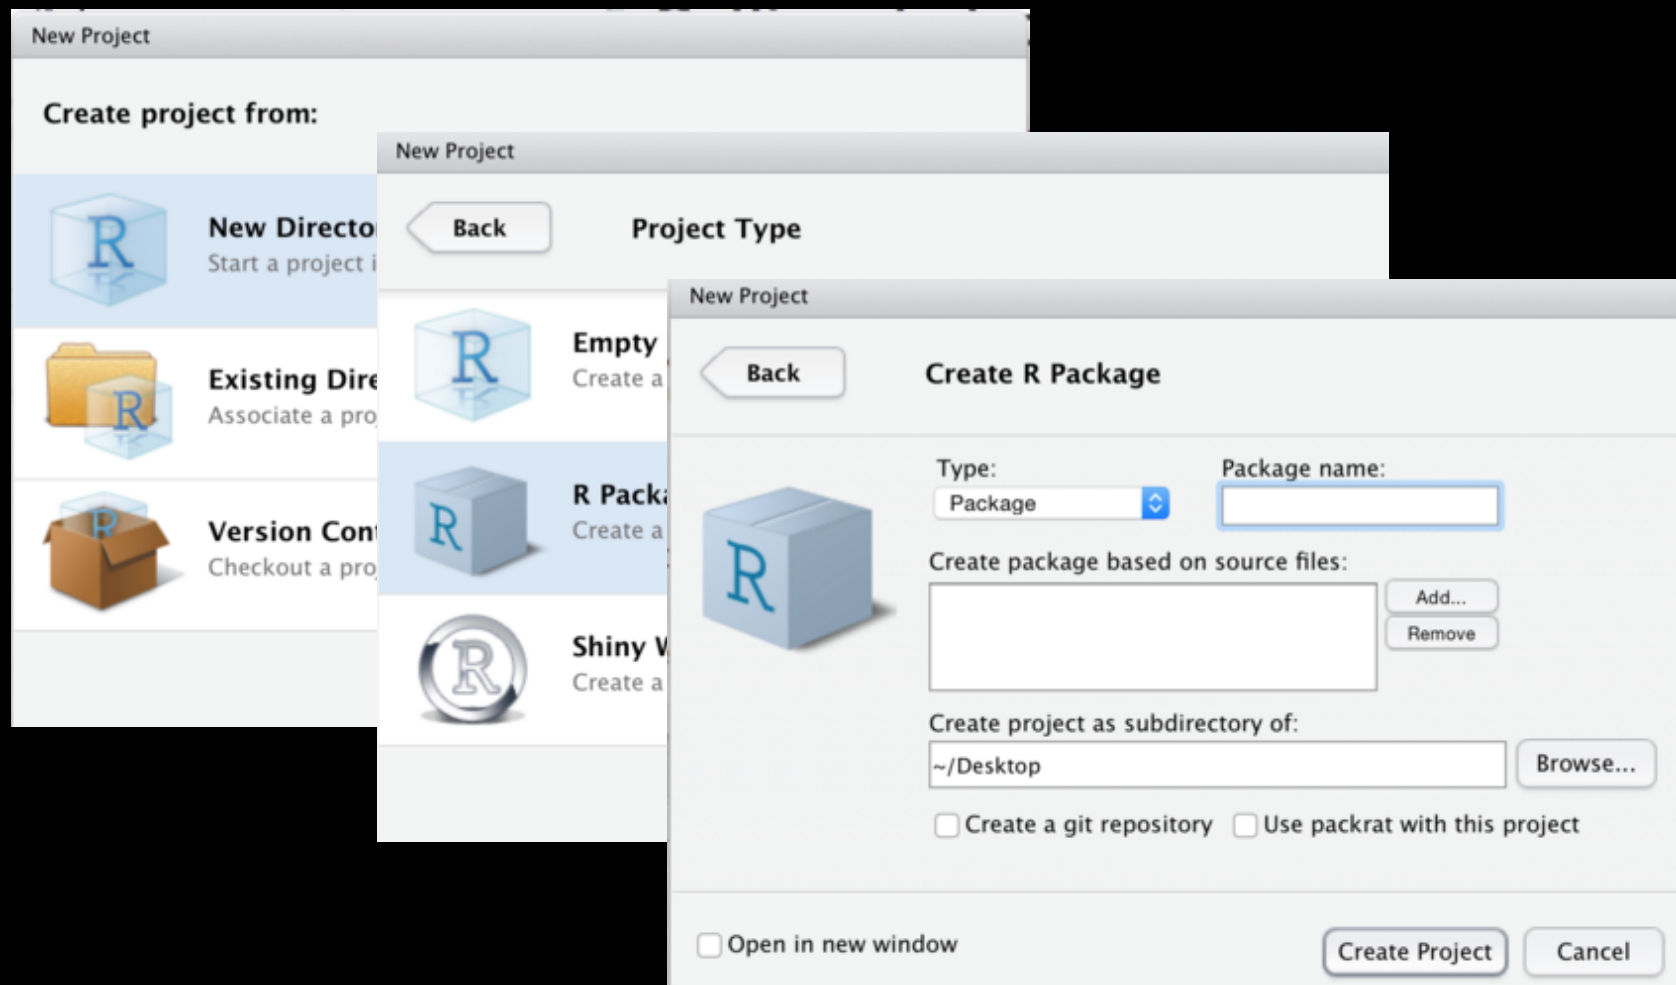 New Project
Create project from:
R
New Directo
Start a project i
R
Existing Dire
Associate a pro
R
Version Con
Checkout a proj
New Project
Back
Project Type
R
Empty
Create a
R
R Packa
Create a
R
Shiny W
Create a
New Project
Back
Create R Package
R
Type:
Package name:
Package
Create package based on source files:
Add...
Remove
Create project as subdirectory of:
~/Desktop
Browse...
Create a git repository
Use packrat with this project
Open in new window
Create Project
Cancel